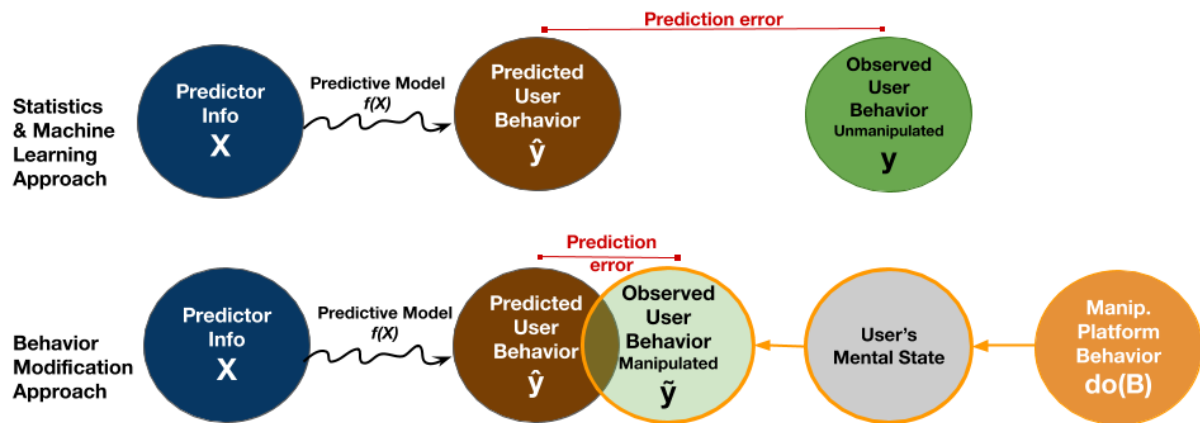 Prediction error
Statistics
& Machine
Learning
Approach
Predictor
Info
X
Predictive Model
f(X)
Predicted
User
Behavior
ŷ
Observed
User
Behavior
Unmanipulated
y
Prediction
error
Behavior
Modification
Approach
Predictor
Info
X
Predictive Model
f(X)
Predicted
User
Behavior
ŷ
Observed
User
Behavior
Manipulated
ỹ
User's
Mental State
Manip.
Platform
Behavior
do(B)